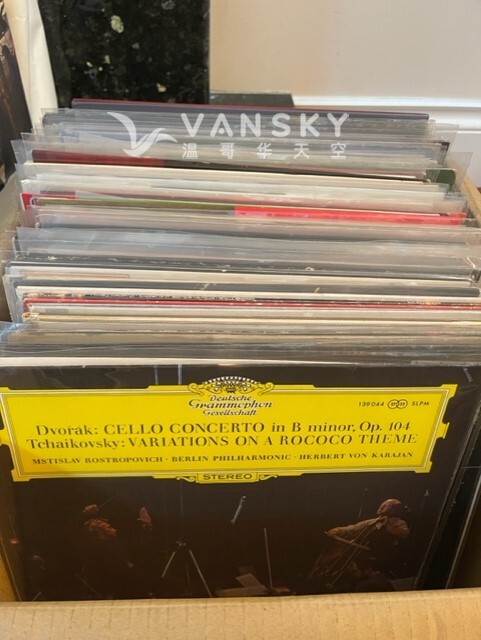 VANSKY
温哥华天空
Deutsche
Grammophon
Gesellschaft
139044 SLPM
Dvořák: CELLO CONCERTO in B minor, Op. 104
Tchaikovsky: VARIATIONS ON A ROCOCO THEME
MSTISLAV ROSTROPOVICH · BERLIN PHILHARMONIC · HERBERT VON KARAJAN
STEREO